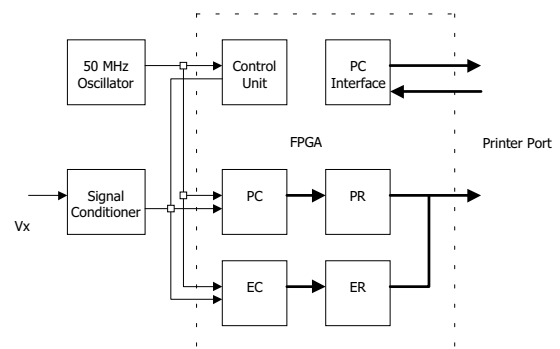 50 MHz
Oscillator
Control
Unit
PC
Interface
FPGA
Printer Port
Vx
Signal
Conditioner
PC
PR
EC
ER